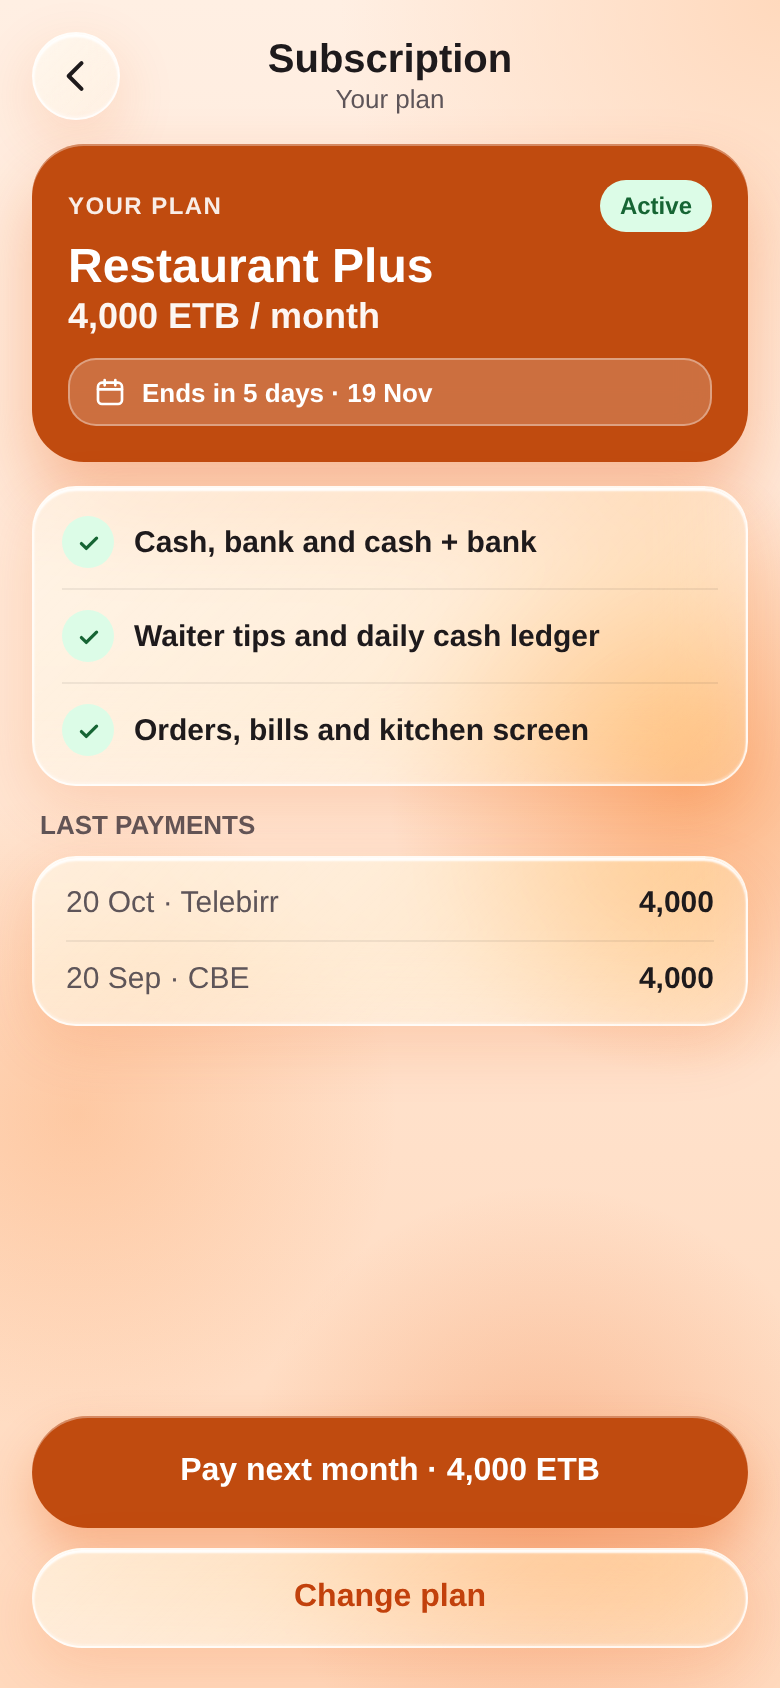 Subscription
Your plan
YOUR PLAN
Active
Restaurant Plus
4,000 ETB / month
Ends in 5 days · 19 Nov
Cash, bank and cash + bank
Waiter tips and daily cash ledger
Orders, bills and kitchen screen
LAST PAYMENTS
20 Oct · Telebirr 4,000
20 Sep · CBE 4,000
Pay next month · 4,000 ETB
Change plan